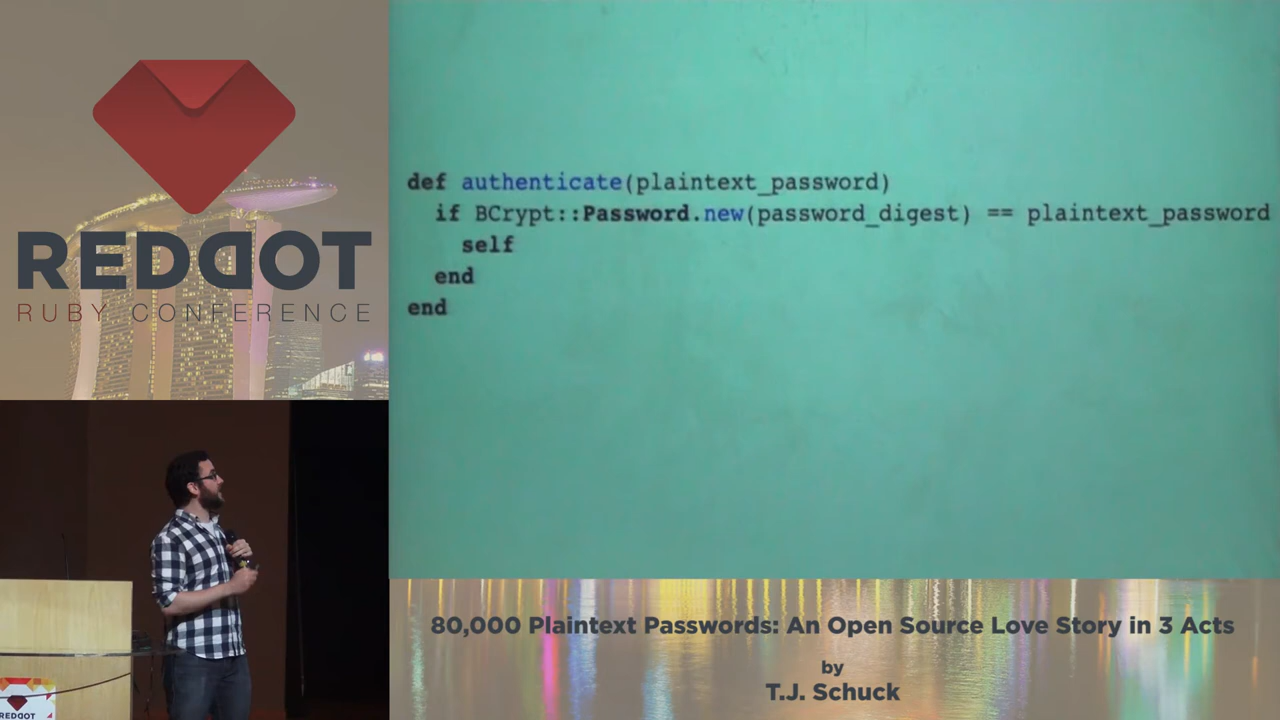 REDDOT
RUBY CONFERENCE
def authenticate(plaintext_password)
  if BCrypt::Password.new(password_digest) == plaintext_password
    self
  end
end
80,000 Plaintext Passwords: An Open Source Love Story in 3 Acts
by
T.J. Schuck
REDDOT